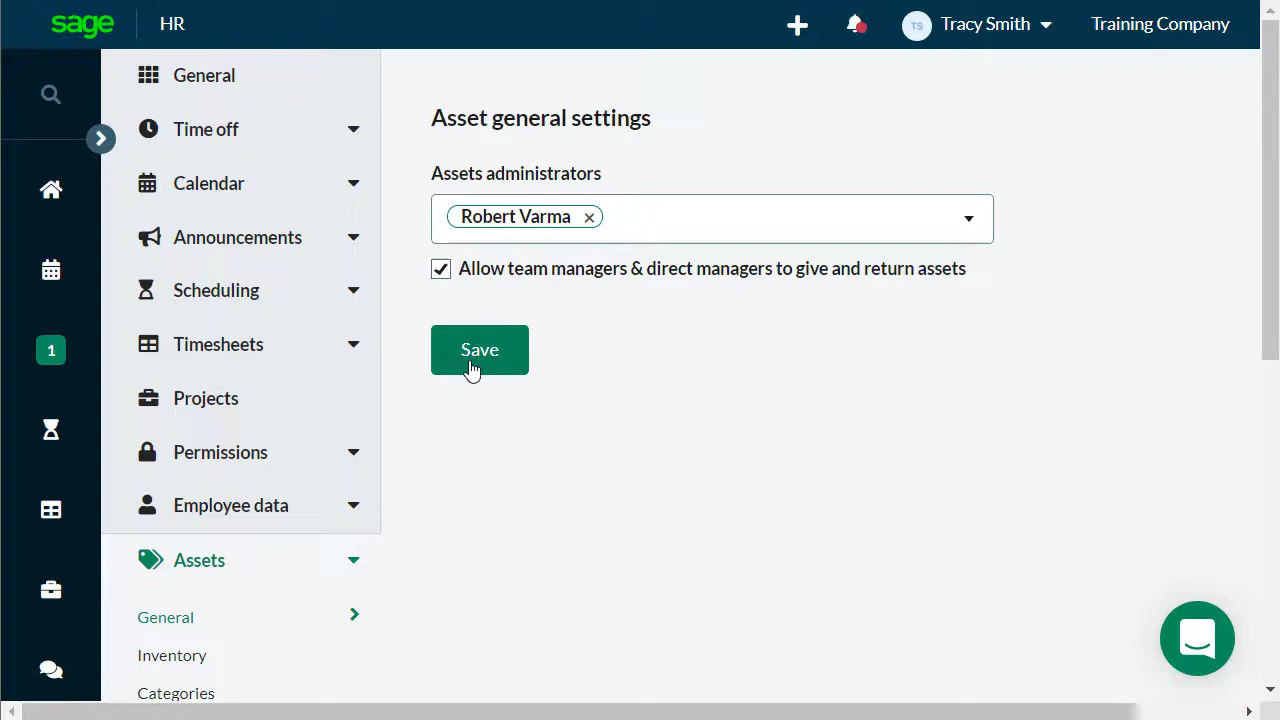 sage
HR
TS
Tracy Smith
Training Company
General
Time off
Calendar
Announcements
Scheduling
Timesheets
Projects
Permissions
Employee data
Assets
General
Inventory
Categories
1
Asset general settings
Assets administrators
Robert Varma ×
Allow team managers & direct managers to give and return assets
Save